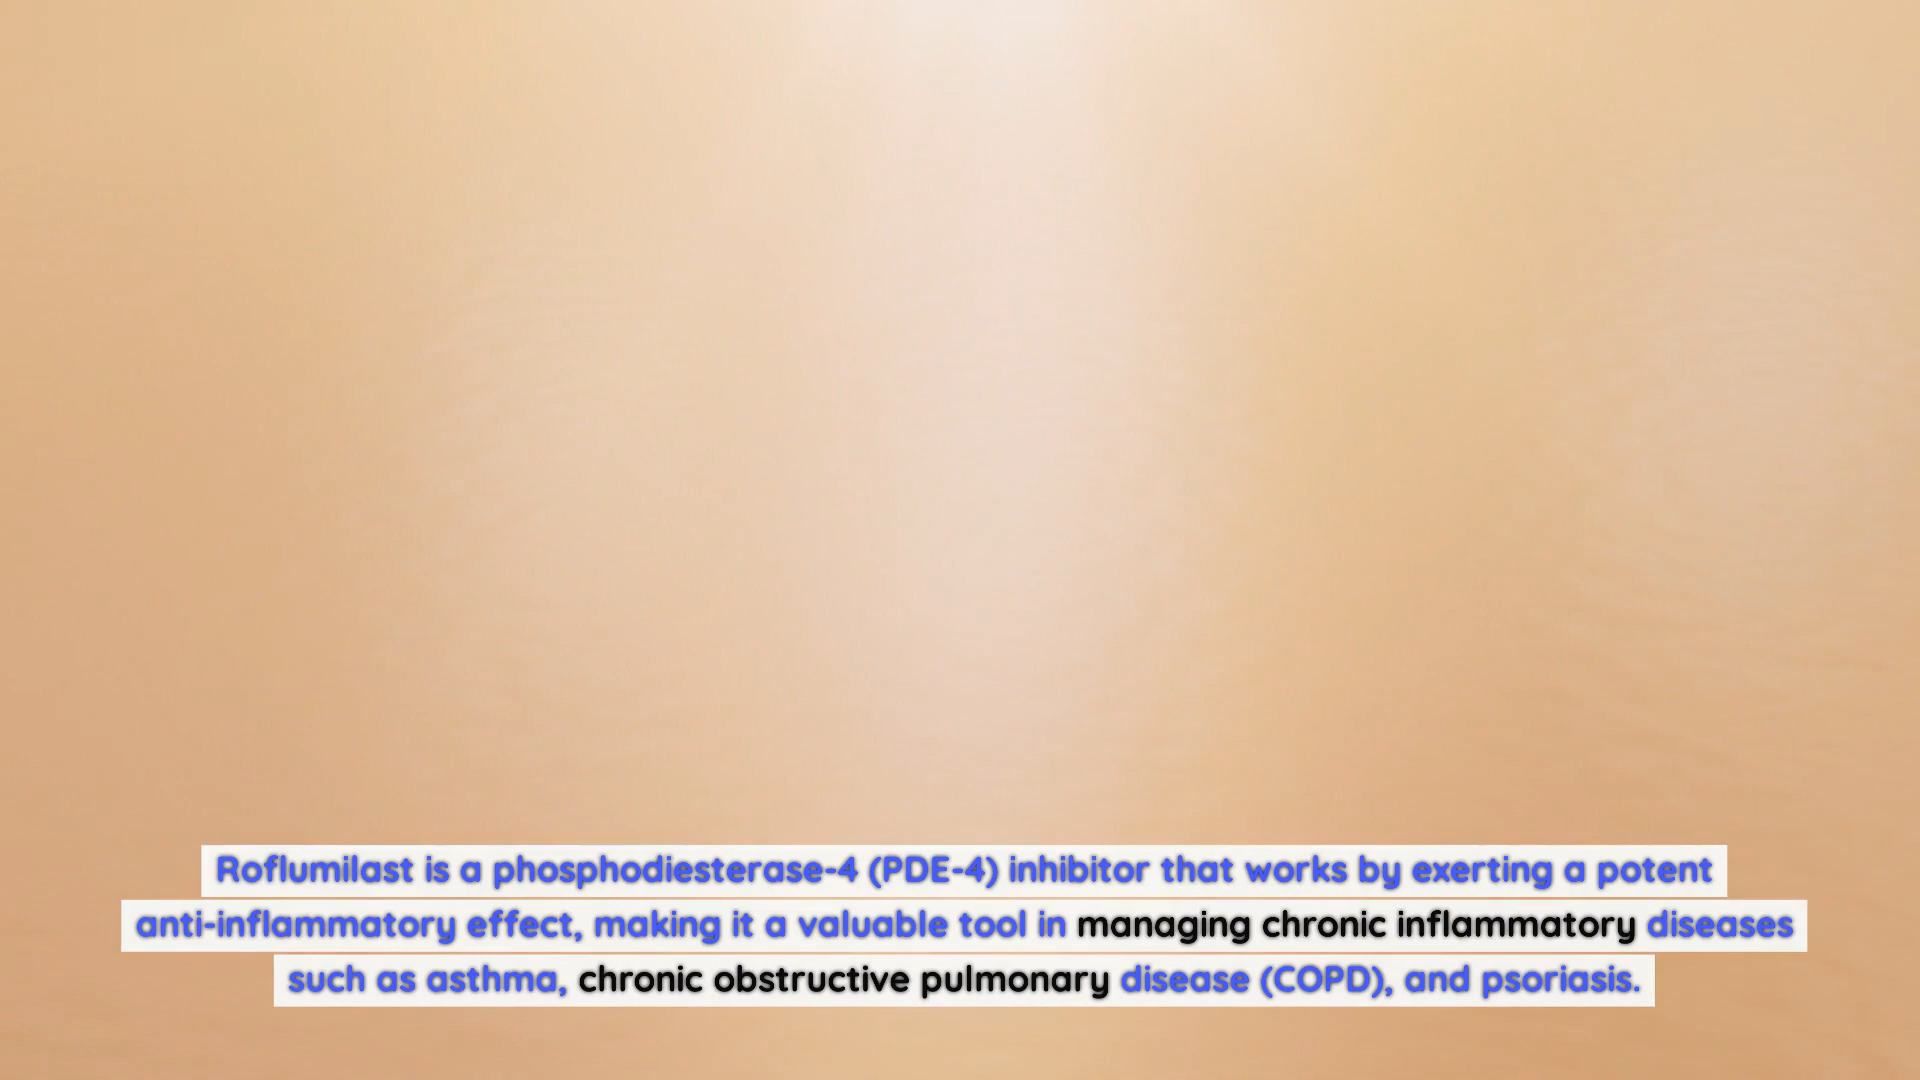 Roflumilast is a phosphodiesterase-4 (PDE-4) inhibitor that works by exerting a potent
anti-inflammatory effect, making it a valuable tool in managing chronic inflammatory diseases
such as asthma, chronic obstructive pulmonary disease (COPD), and psoriasis.